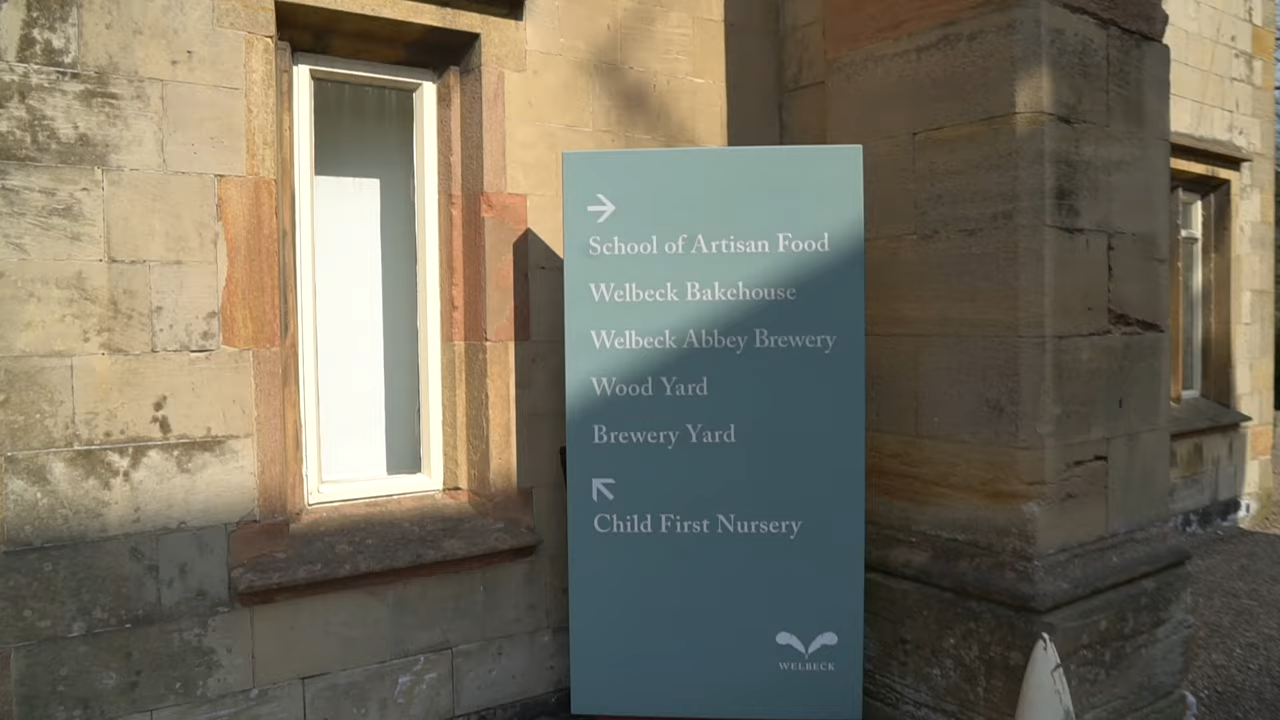 School of Artisan Food
Welbeck Bakehouse
Welbeck Abbey Brewery
Wood Yard
Brewery Yard
Child First Nursery
WELBECK